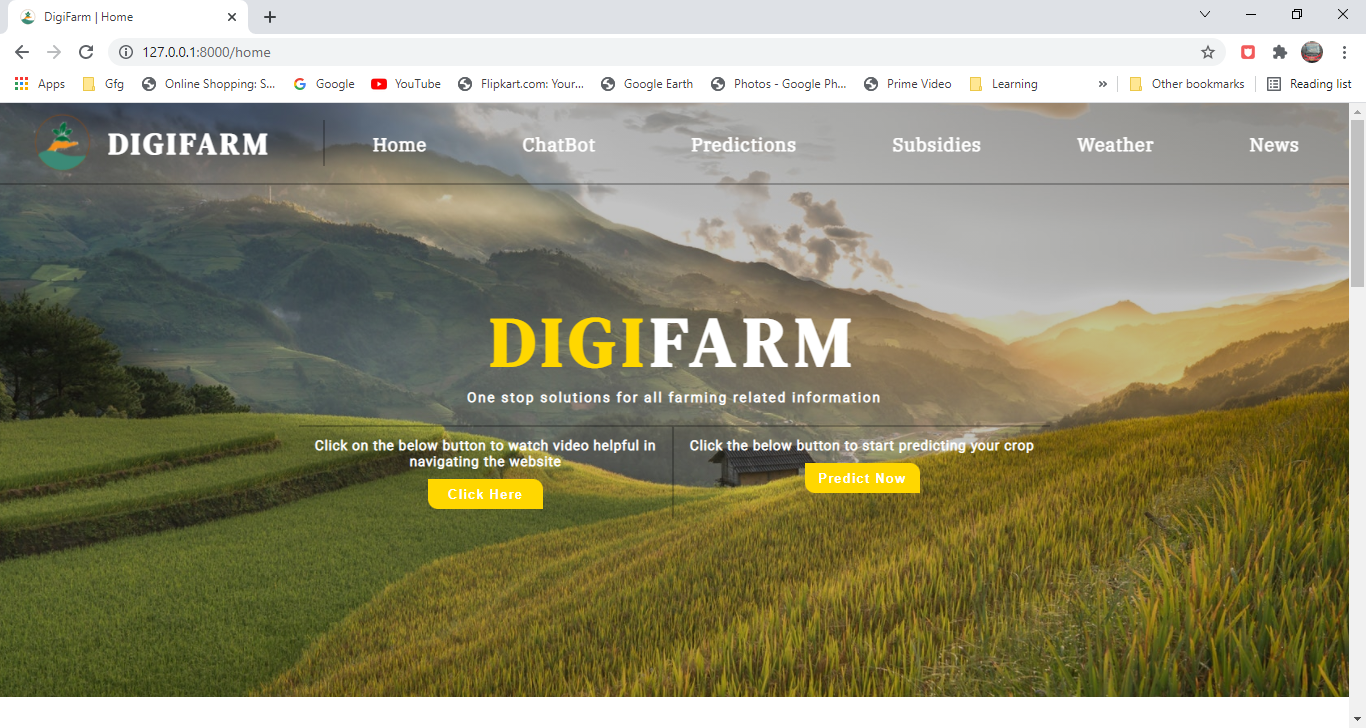 DigiFarm | Home
127.0.0.1:8000/home
Apps
Gfg
Online Shopping: S...
Google
YouTube
Flipkart.com: Your...
Google Earth
Photos - Google Ph...
Prime Video
Learning
»
Other bookmarks
Reading list
DIGIFARM
Home
ChatBot
Predictions
Subsidies
Weather
News
DIGIFARM
One stop solutions for all farming related information
Click on the below button to watch video helpful in
navigating the website
Click Here
Click the below button to start predicting your crop
Predict Now